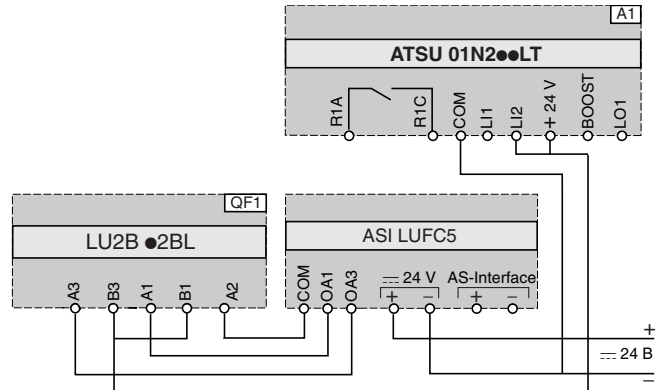 A1
ATSU 01N2●●LT
R1A R1C COM LI1 LI2 + 24 V BOOST LO1
QF1
LU2B ●2BL
ASI LUFC5
A3 B3 A1 B1 A2
COM OA1 OA3
⎓ 24 V AS-Interface
+ − + −
+
⎓ 24 В
−